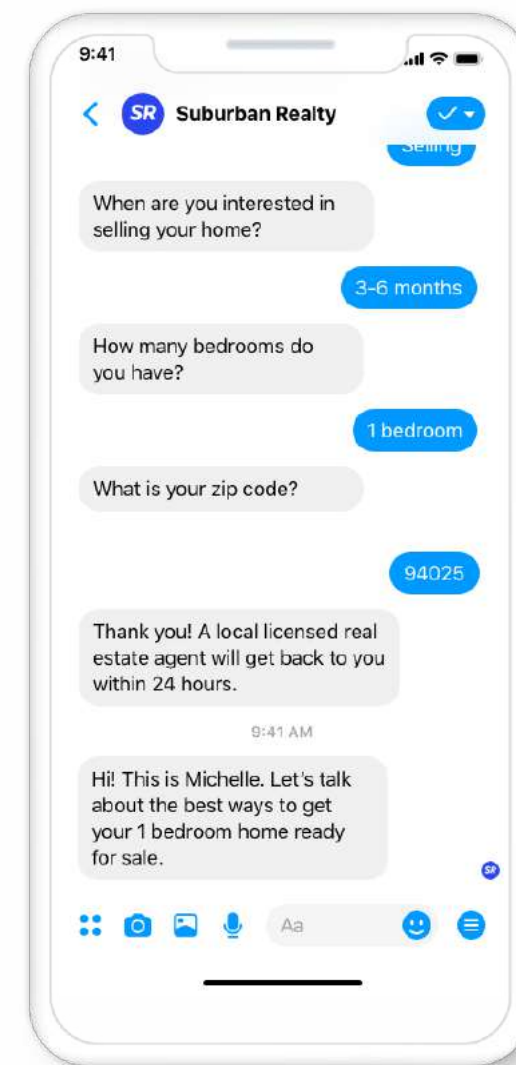 9:41
SR Suburban Realty
Selling
When are you interested in
selling your home?
3-6 months
How many bedrooms do
you have?
1 bedroom
What is your zip code?
94025
Thank you! A local licensed real
estate agent will get back to you
within 24 hours.
9:41 AM
Hi! This is Michelle. Let's talk
about the best ways to get
your 1 bedroom home ready
for sale.
SR
Aa